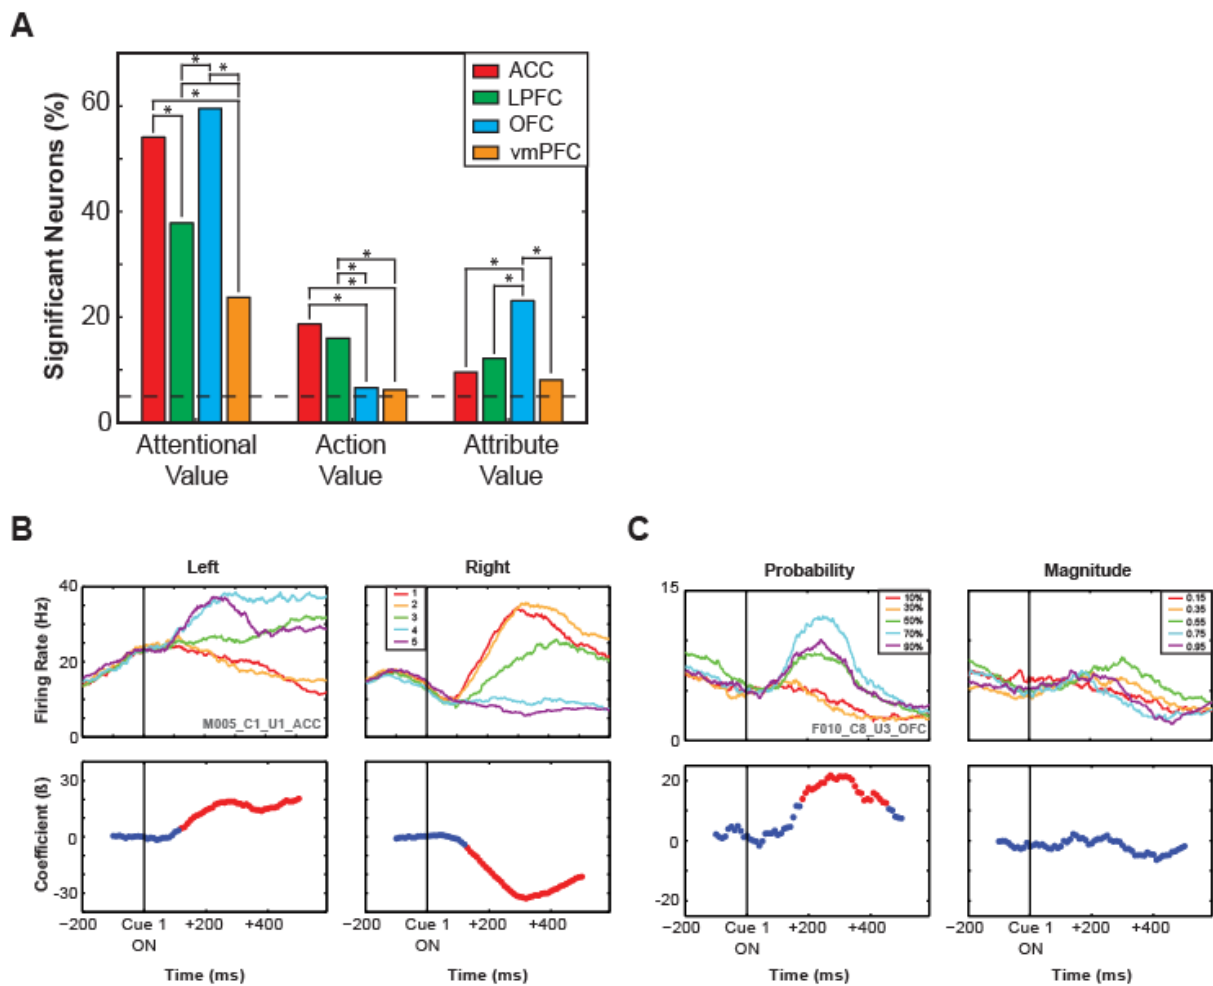 A
Significant Neurons (%)
60
40
20
0
ACC
LPFC
OFC
vmPFC
* * * *
* * * *
* * *
Attentional Value
Action Value
Attribute Value
B
Left
Right
Firing Rate (Hz)
40
20
0
M005_C1_U1_ACC
1
2
3
4
5
Coefficient (ß)
30
0
-30
−200 Cue 1 ON +200 +400
−200 Cue 1 ON +200 +400
Time (ms)
Time (ms)
C
Probability
Magnitude
15
0
10%
30%
50%
70%
90%
F010_C8_U3_OFC
0.15
0.35
0.55
0.75
0.95
20
0
-20
−200 Cue 1 ON +200 +400
−200 Cue 1 ON +200 +400
Time (ms)
Time (ms)